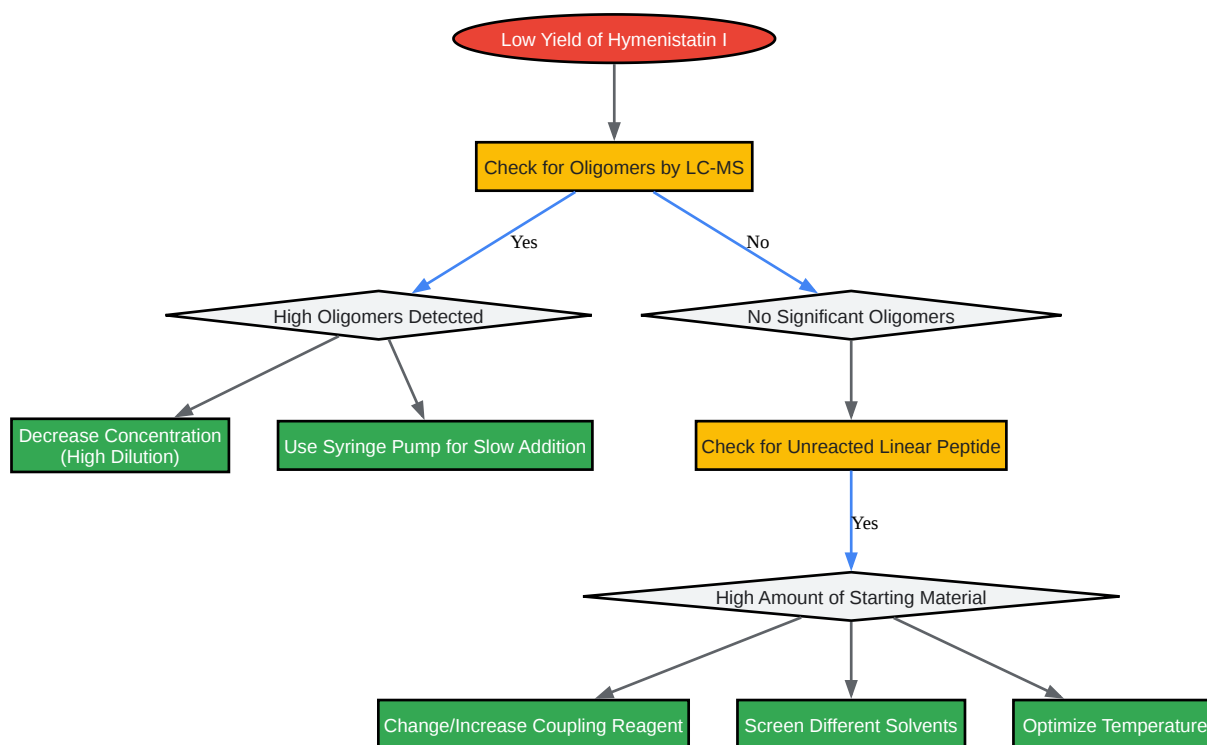 Low Yield of Hymenistatin I
Check for Oligomers by LC-MS
Yes
No
High Oligomers Detected
No Significant Oligomers
Decrease Concentration
(High Dilution)
Use Syringe Pump for Slow Addition
Check for Unreacted Linear Peptide
Yes
High Amount of Starting Material
Change/Increase Coupling Reagent
Screen Different Solvents
Optimize Temperature